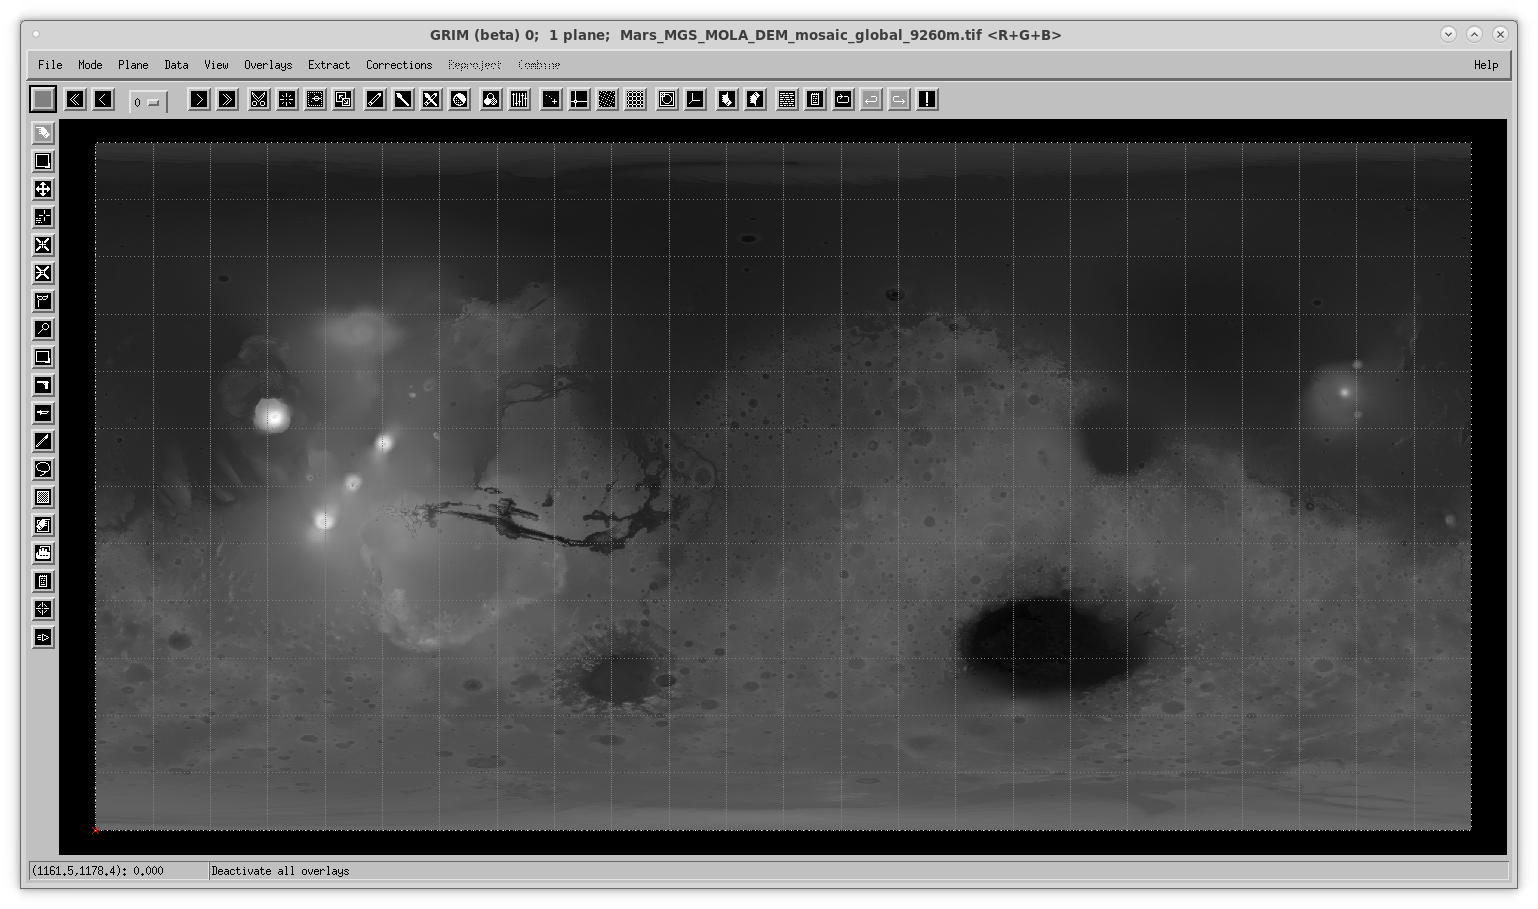 GRIM (beta) 0;  1 plane;  Mars_MGS_MOLA_DEM_mosaic_global_9260m.tif <R+G+B>
File Mode Plane Data View Overlays Extract Corrections Reproject Combine Help
0
(1161.5,1178.4): 0.000 Deactivate all overlays